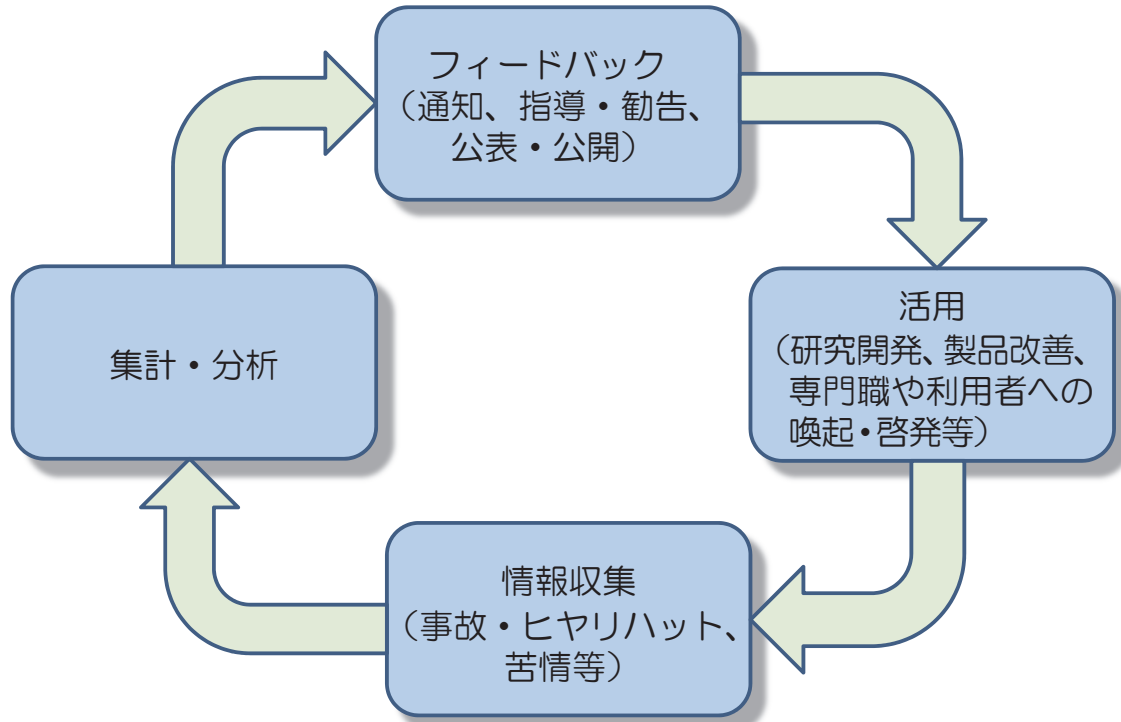 フィードバック
（通知、指導・勧告、
公表・公開）
活用
（研究開発、製品改善、
専門職や利用者への
喚起・啓発等）
集計・分析
情報収集
（事故・ヒヤリハット、
苦情等）